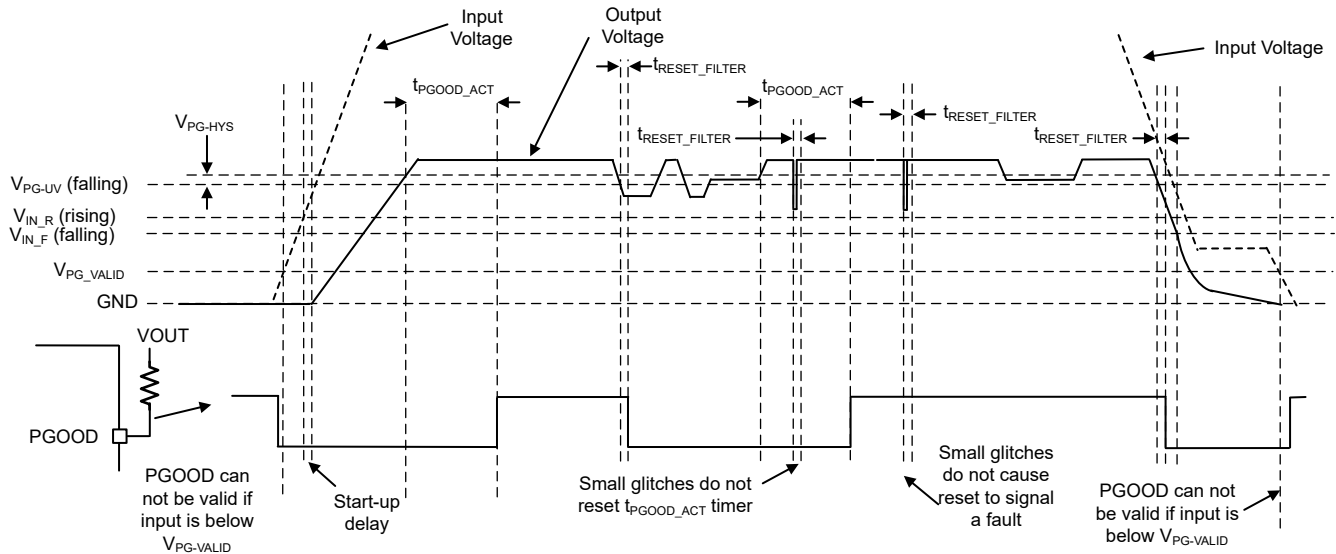 Input
Voltage
Output
Voltage
Input Voltage
tRESET_FILTER
tPGOOD_ACT
tPGOOD_ACT
tRESET_FILTER
VPG-HYS
tRESET_FILTER
tRESET_FILTER
VPG-UV (falling)
VIN_R (rising)
VIN_F (falling)
VPG_VALID
GND
VOUT
PGOOD
PGOOD can
not be valid if
input is below
VPG-VALID
Start-up
delay
Small glitches do not
reset tPGOOD_ACT timer
Small glitches
do not cause
reset to signal
a fault
PGOOD can not
be valid if input is
below VPG-VALID